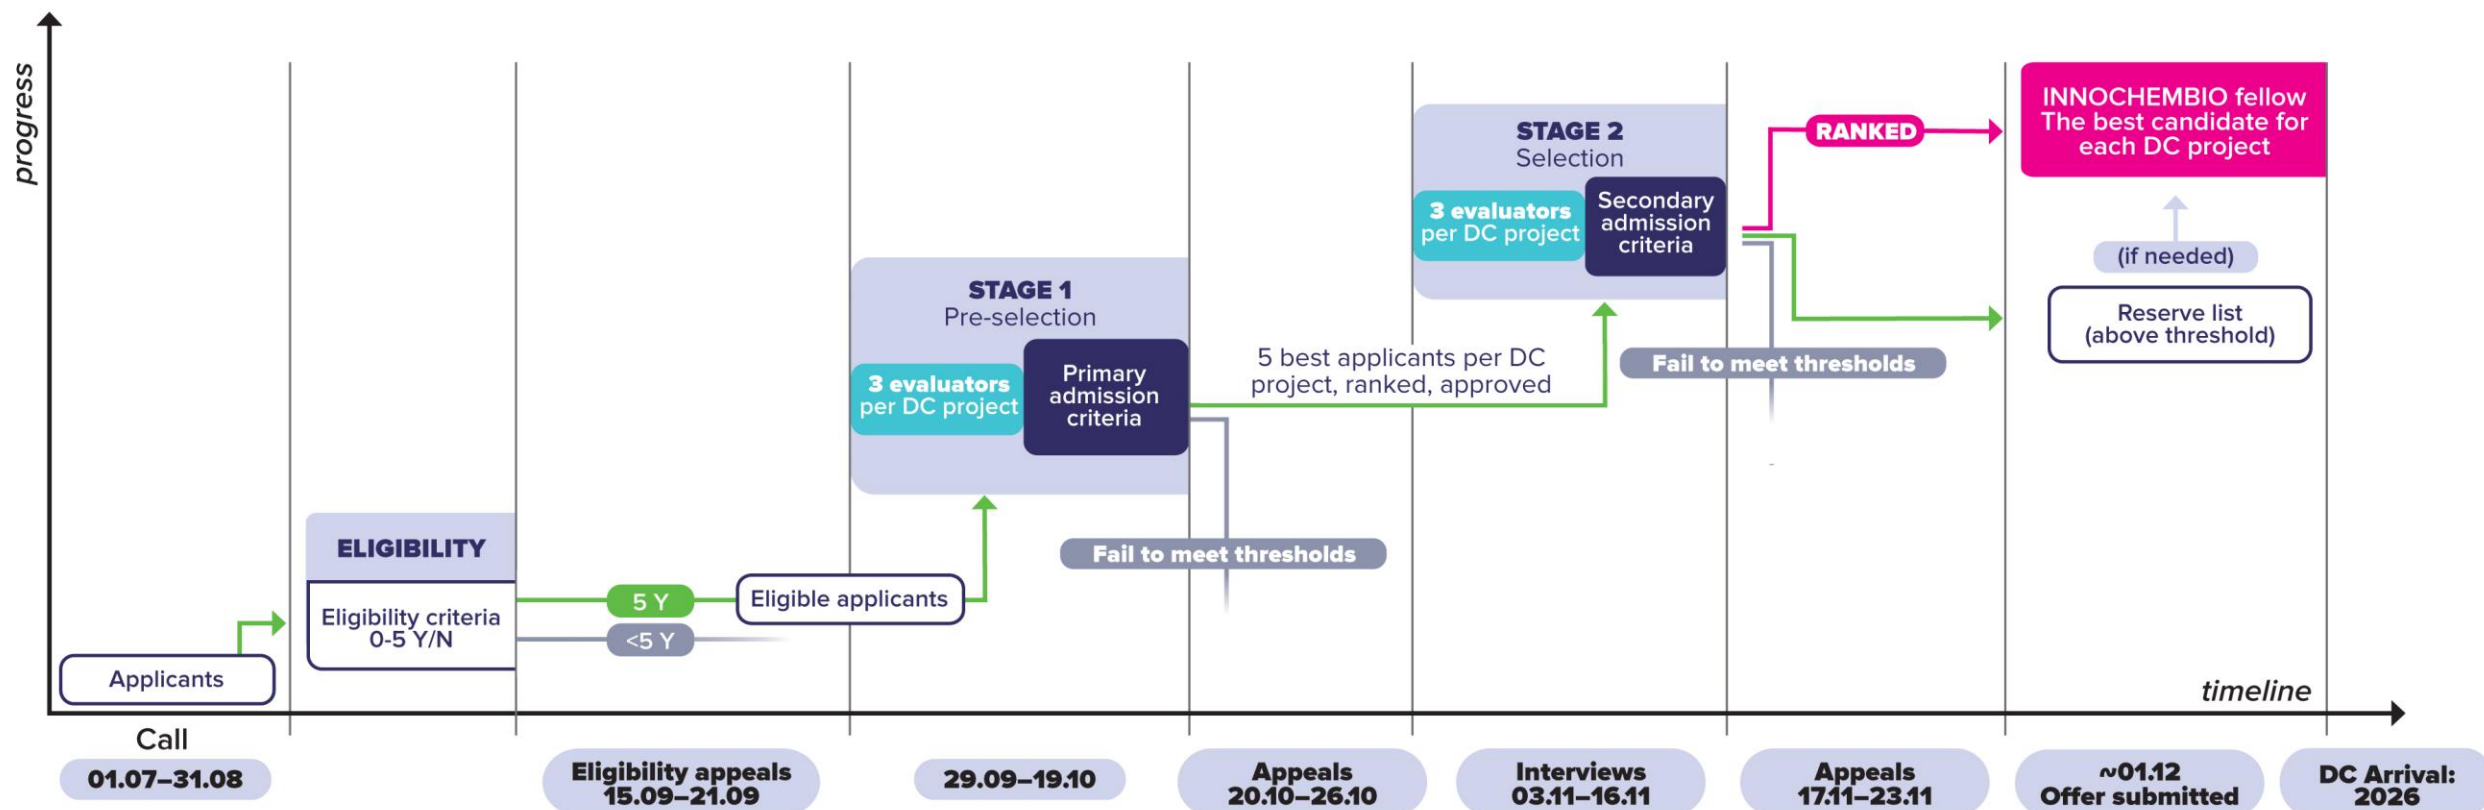 progress
Applicants
ELIGIBILITY
Eligibility criteria
0-5 Y/N
5 Y
<5 Y
Eligible applicants
STAGE 1
Pre-selection
3 evaluators
per DC project
Primary
admission
criteria
Fail to meet thresholds
5 best applicants per DC
project, ranked, approved
STAGE 2
Selection
3 evaluators
per DC project
Secondary
admission
criteria
Fail to meet thresholds
RANKED
INNOCHEMBIO fellow
The best candidate for
each DC project
(if needed)
Reserve list
(above threshold)
timeline
Call
01.07–31.08
Eligibility appeals
15.09–21.09
29.09–19.10
Appeals
20.10–26.10
Interviews
03.11–16.11
Appeals
17.11–23.11
~01.12
Offer submitted
DC Arrival:
2026